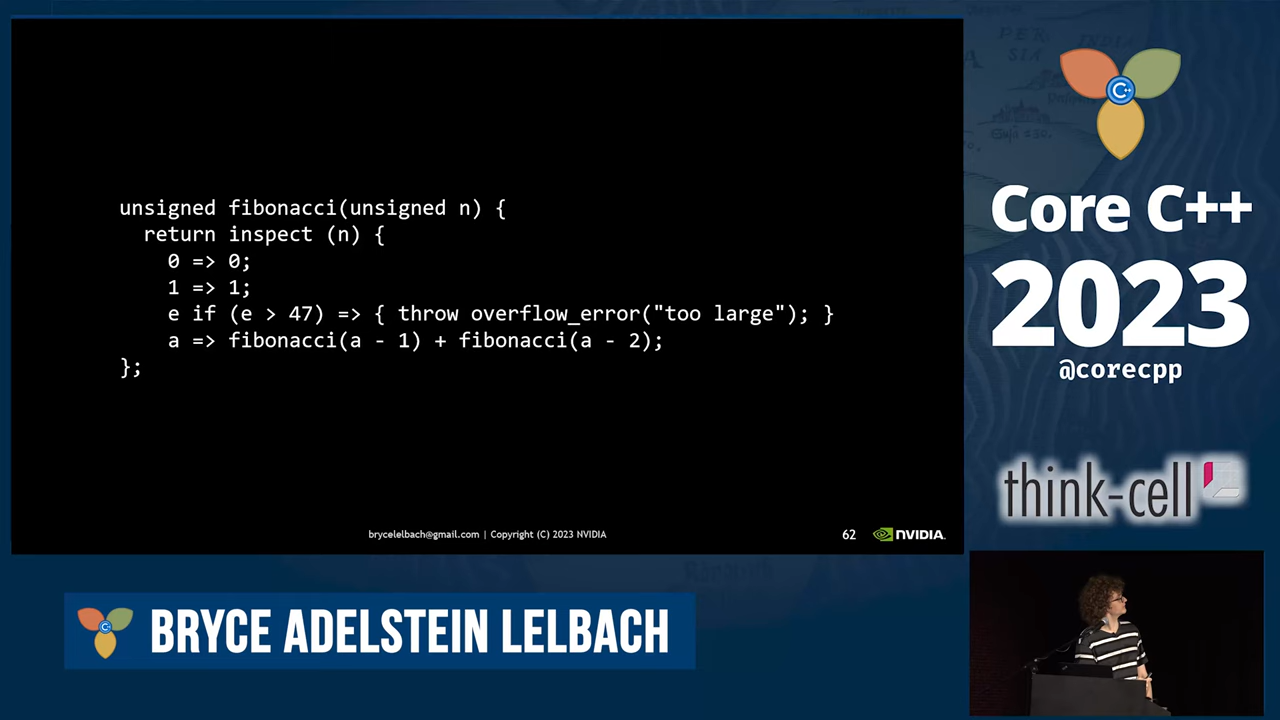 unsigned fibonacci(unsigned n) {
return inspect (n) {
0 => 0;
1 => 1;
e if (e > 47) => { throw overflow_error("too large"); }
a => fibonacci(a - 1) + fibonacci(a - 2);
};
brycelelbach@gmail.com | Copyright (C) 2023 NVIDIA
62
NVIDIA.
C++
Core C++
2023
@corecpp
think-cell
BRYCE ADELSTEIN LELBACH